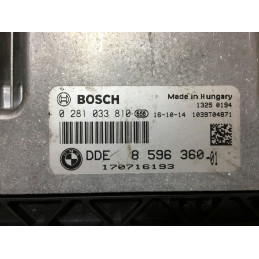 BOSCH
Made in Hungary
1325 0194
0 281 033 810
16-10-14 1039T04871
DDE 8 596 360-01
170716193